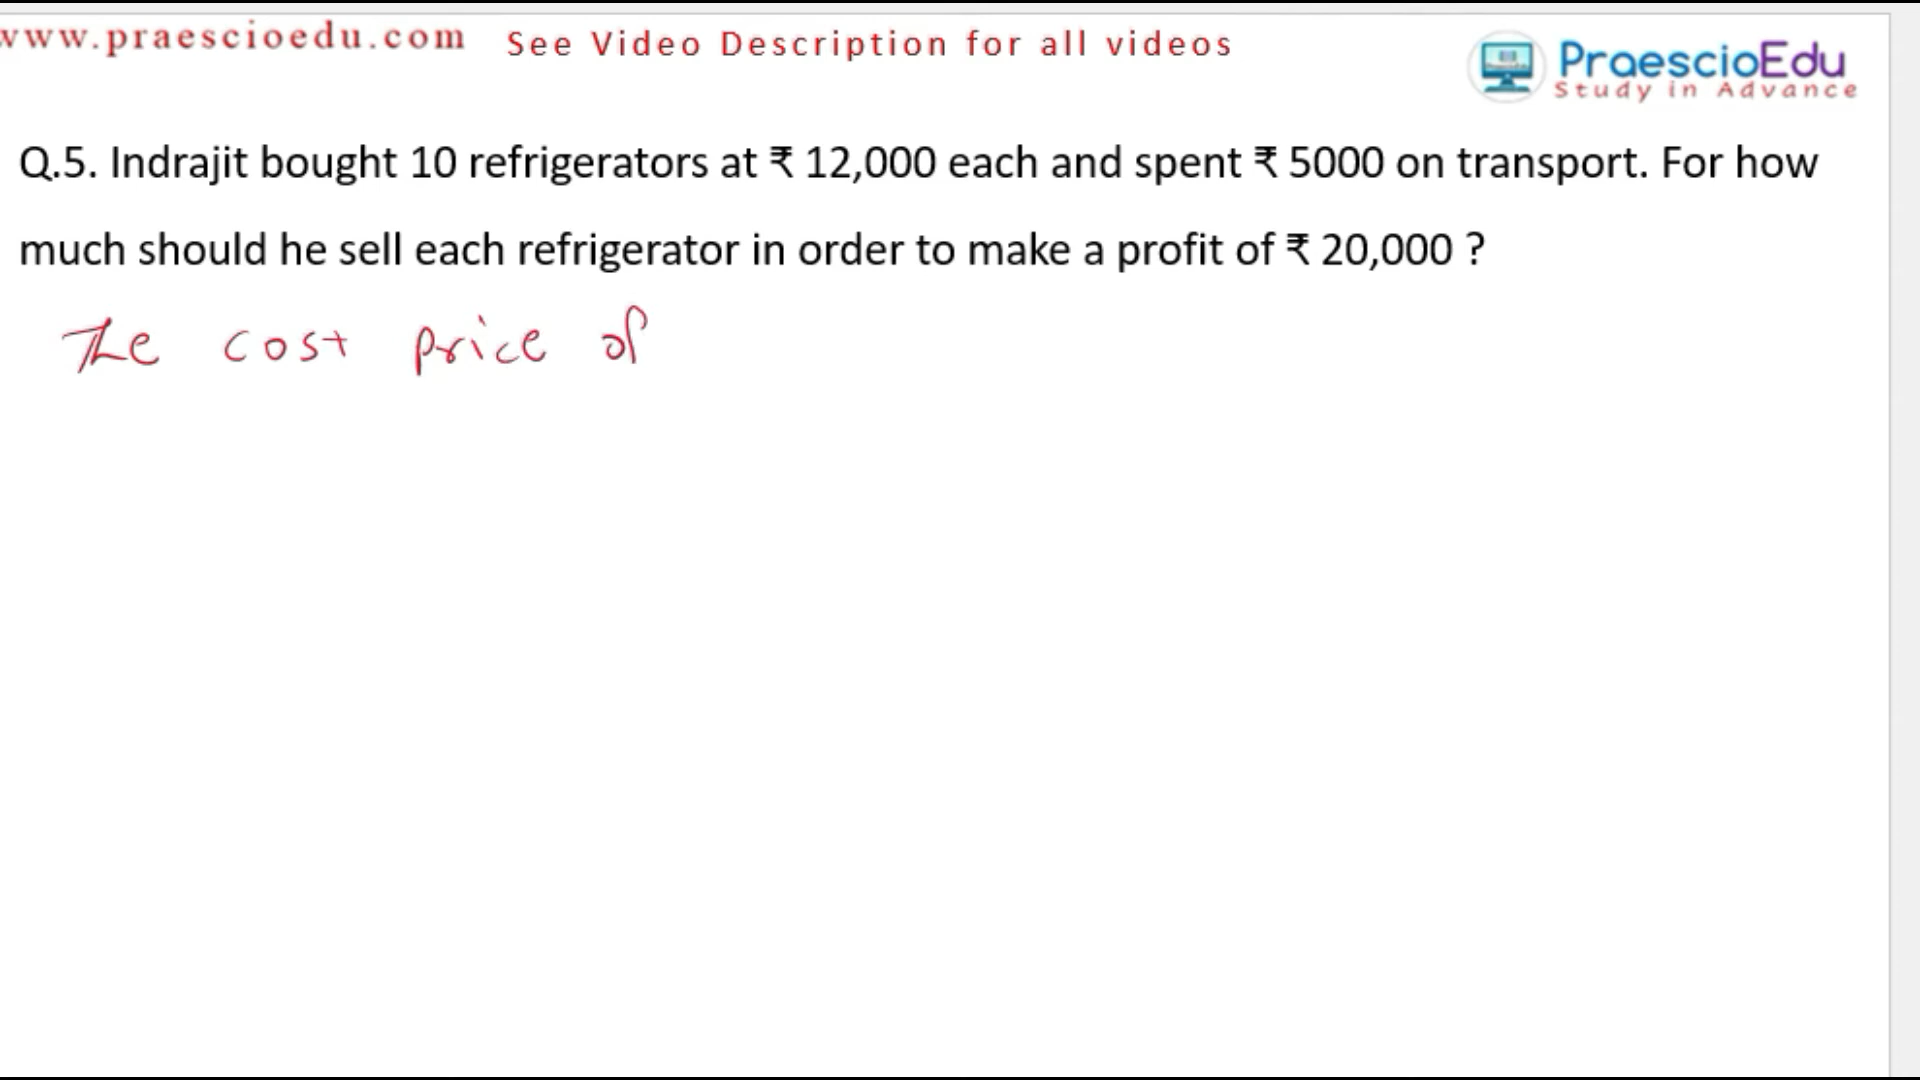 www.praescioedu.com See Video Description for all videos
PraescioEdu
Study in Advance
Q.5. Indrajit bought 10 refrigerators at ₹ 12,000 each and spent ₹ 5000 on transport. For how
much should he sell each refrigerator in order to make a profit of ₹ 20,000 ?
The cost price of